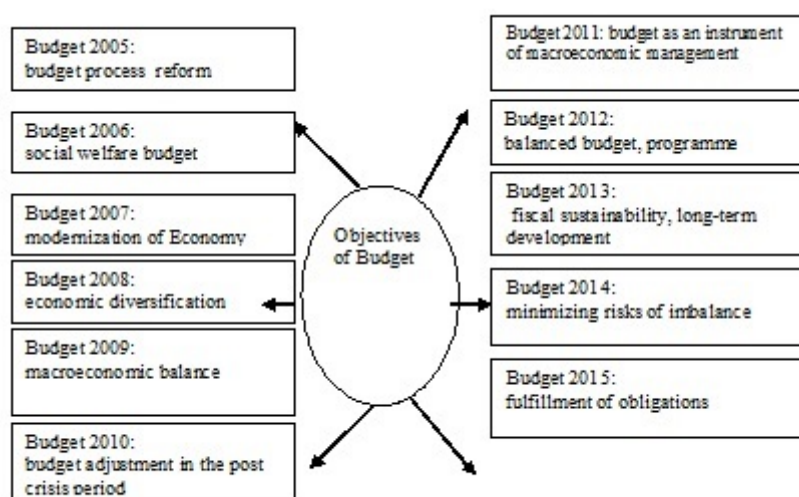 Budget 2005:
budget process reform
Budget 2006:
social welfare budget
Budget 2007:
modernization of Economy
Budget 2008:
economic diversification
Budget 2009:
macroeconomic balance
Budget 2010:
budget adjustment in the post
crisis period
Objectives
of Budget
Budget 2011: budget as an instrument
of macroeconomic management
Budget 2012:
balanced budget, programme
Budget 2013:
fiscal sustainability, long-term
development
Budget 2014:
minimizing risks of imbalance
Budget 2015:
fulfillment of obligations